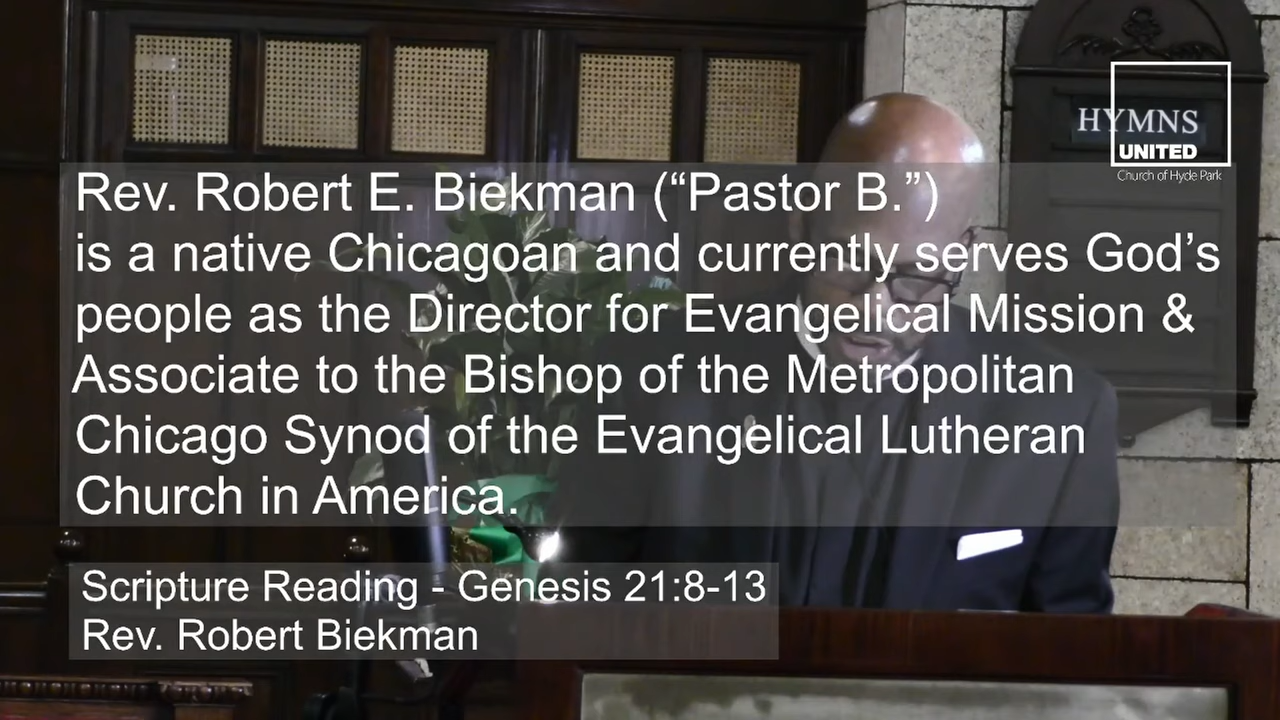 HYMNS
UNITED
Church of Hyde Park
Rev. Robert E. Biekman (“Pastor B.”)
is a native Chicagoan and currently serves God’s
people as the Director for Evangelical Mission &
Associate to the Bishop of the Metropolitan
Chicago Synod of the Evangelical Lutheran
Church in America.
Scripture Reading - Genesis 21:8-13
Rev. Robert Biekman